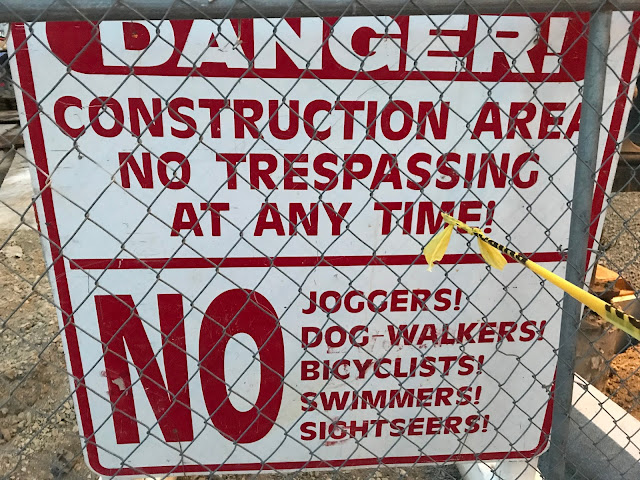 DANGER!
CONSTRUCTION AREA
NO TRESPASSING
AT ANY TIME!
NO
JOGGERS!
DOG WALKERS!
BICYCLISTS!
SWIMMERS!
SIGHTSEERS!